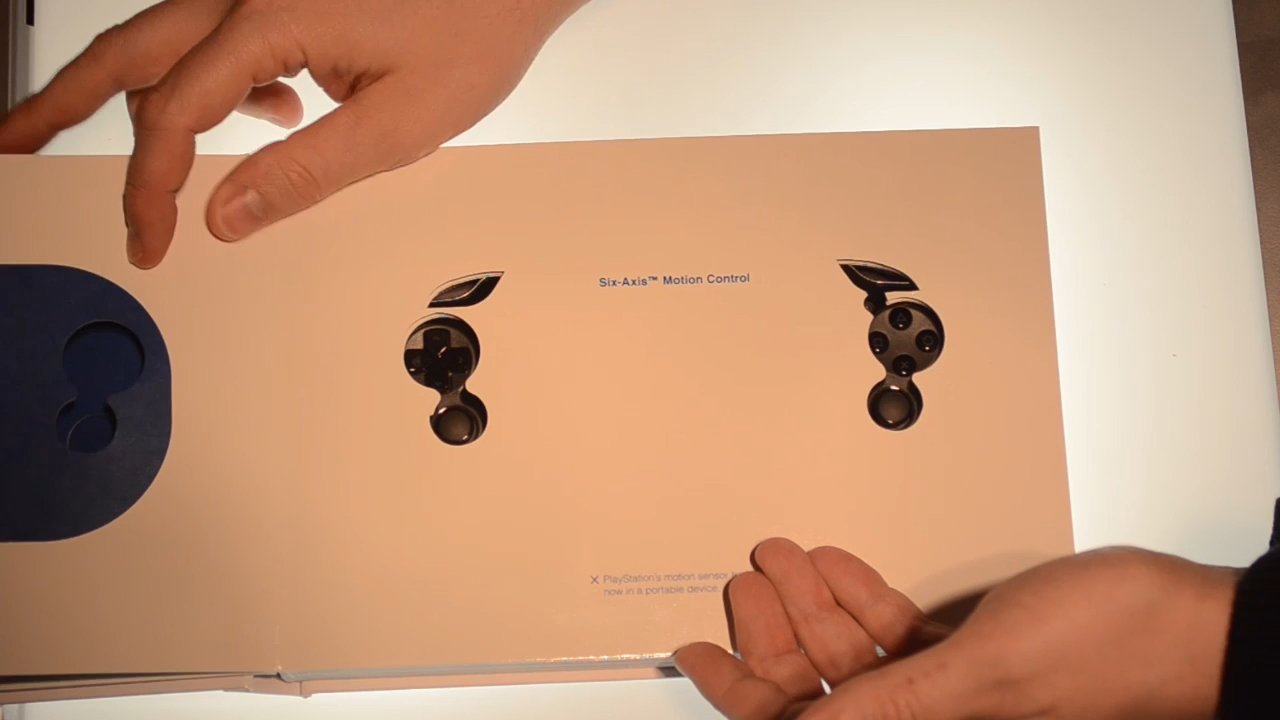 Six-Axis™ Motion Control
PlayStation's motion sensor
now in a portable device.